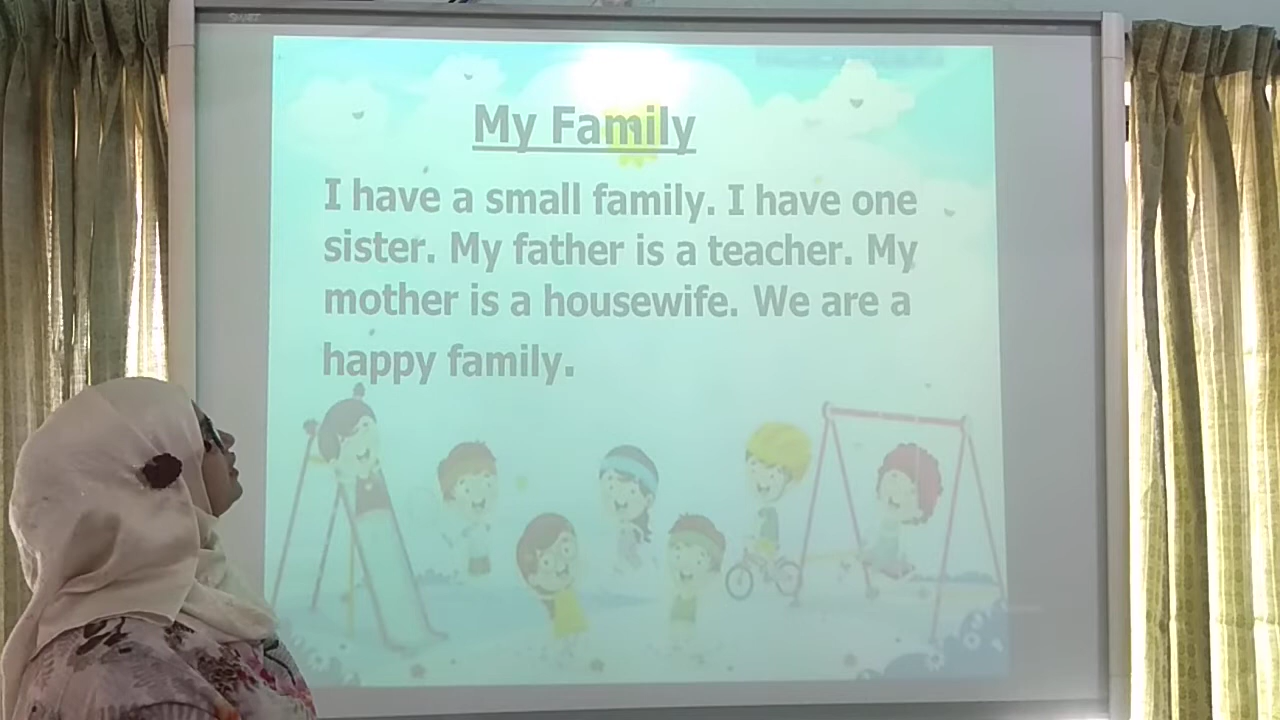 SMART
My Family
I have a small family. I have one
sister. My father is a teacher. My
mother is a housewife. We are a
happy family.